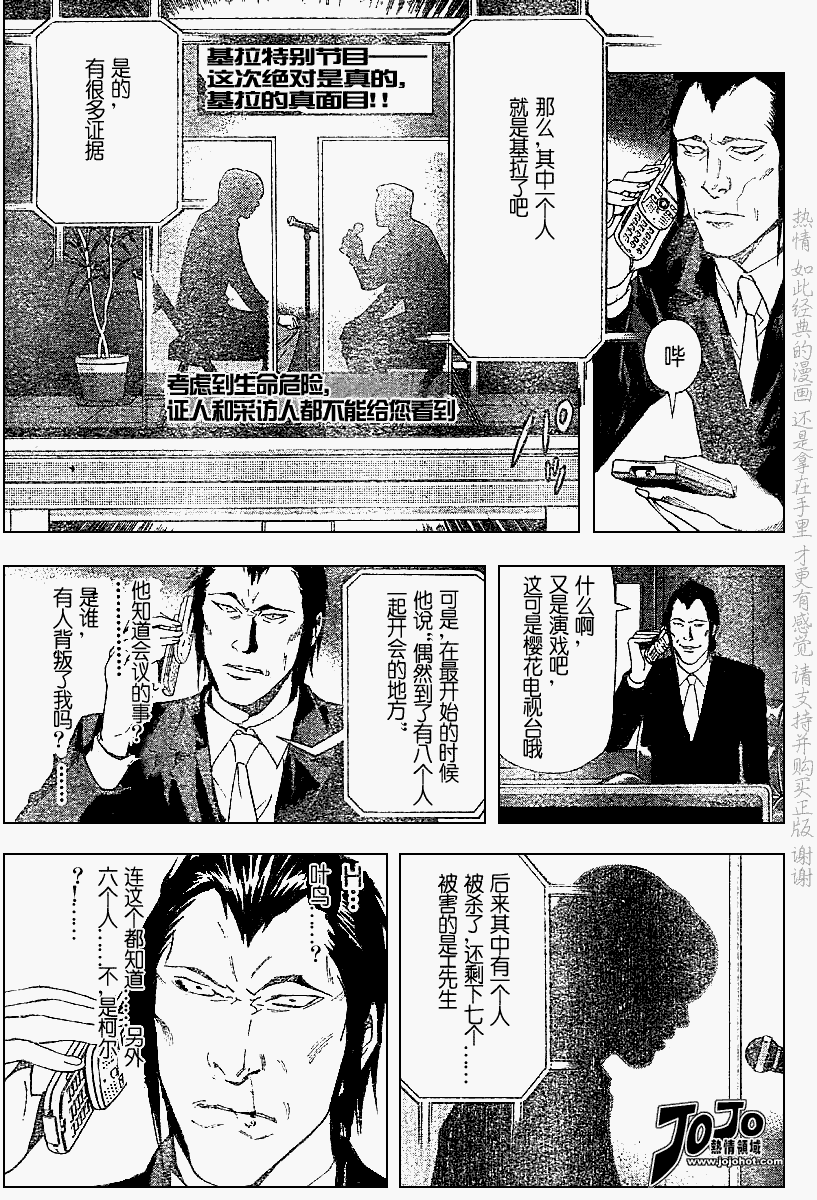 哔
那么，其中一个人
就是基拉了吧
基拉特别节目——
这次绝对是真的，
基拉的真面目！！
是的，
有很多证据
考虑到生命危险，
证人和采访人都不能给您看到
什么啊，
又是演戏吧，
这可是樱花电视台哦
可是，在最开始的时候
他说“偶然到了有八个人
一起开会的地方”
他知道会议的事？
…………
是谁，
有人背叛了我吗？……
后来其中有一个人
被杀了，还剩下七个……
被害的是H先生
H…
叶鸟……？
连这个都知道……另外
六个人……不，是柯尔。
？！……
热情 如此经典的漫画 还是拿在手里 才更有感觉 请支持并购买正版 谢谢
JOJO
熱情領域
www.jojohot.com